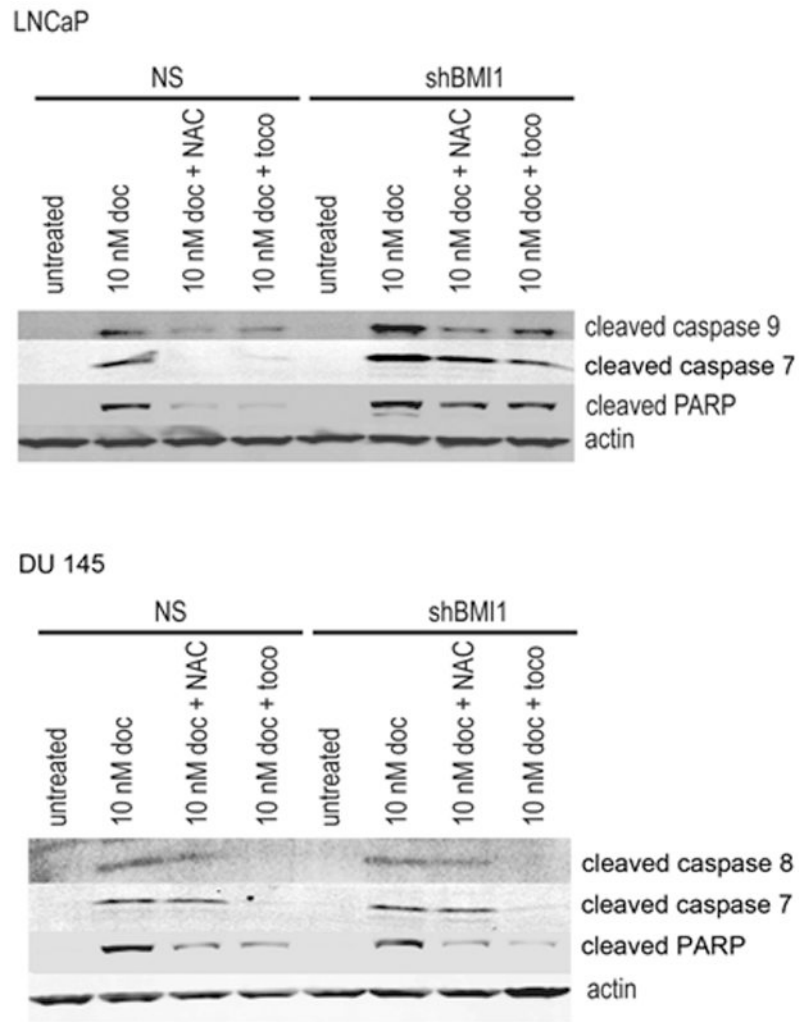 LNCaP
NS shBMI1
untreated 10 nM doc 10 nM doc + NAC 10 nM doc + toco untreated 10 nM doc 10 nM doc + NAC 10 nM doc + toco
cleaved caspase 9
cleaved caspase 7
cleaved PARP
actin
DU 145
NS shBMI1
untreated 10 nM doc 10 nM doc + NAC 10 nM doc + toco untreated 10 nM doc 10 nM doc + NAC 10 nM doc + toco
cleaved caspase 8
cleaved caspase 7
cleaved PARP
actin